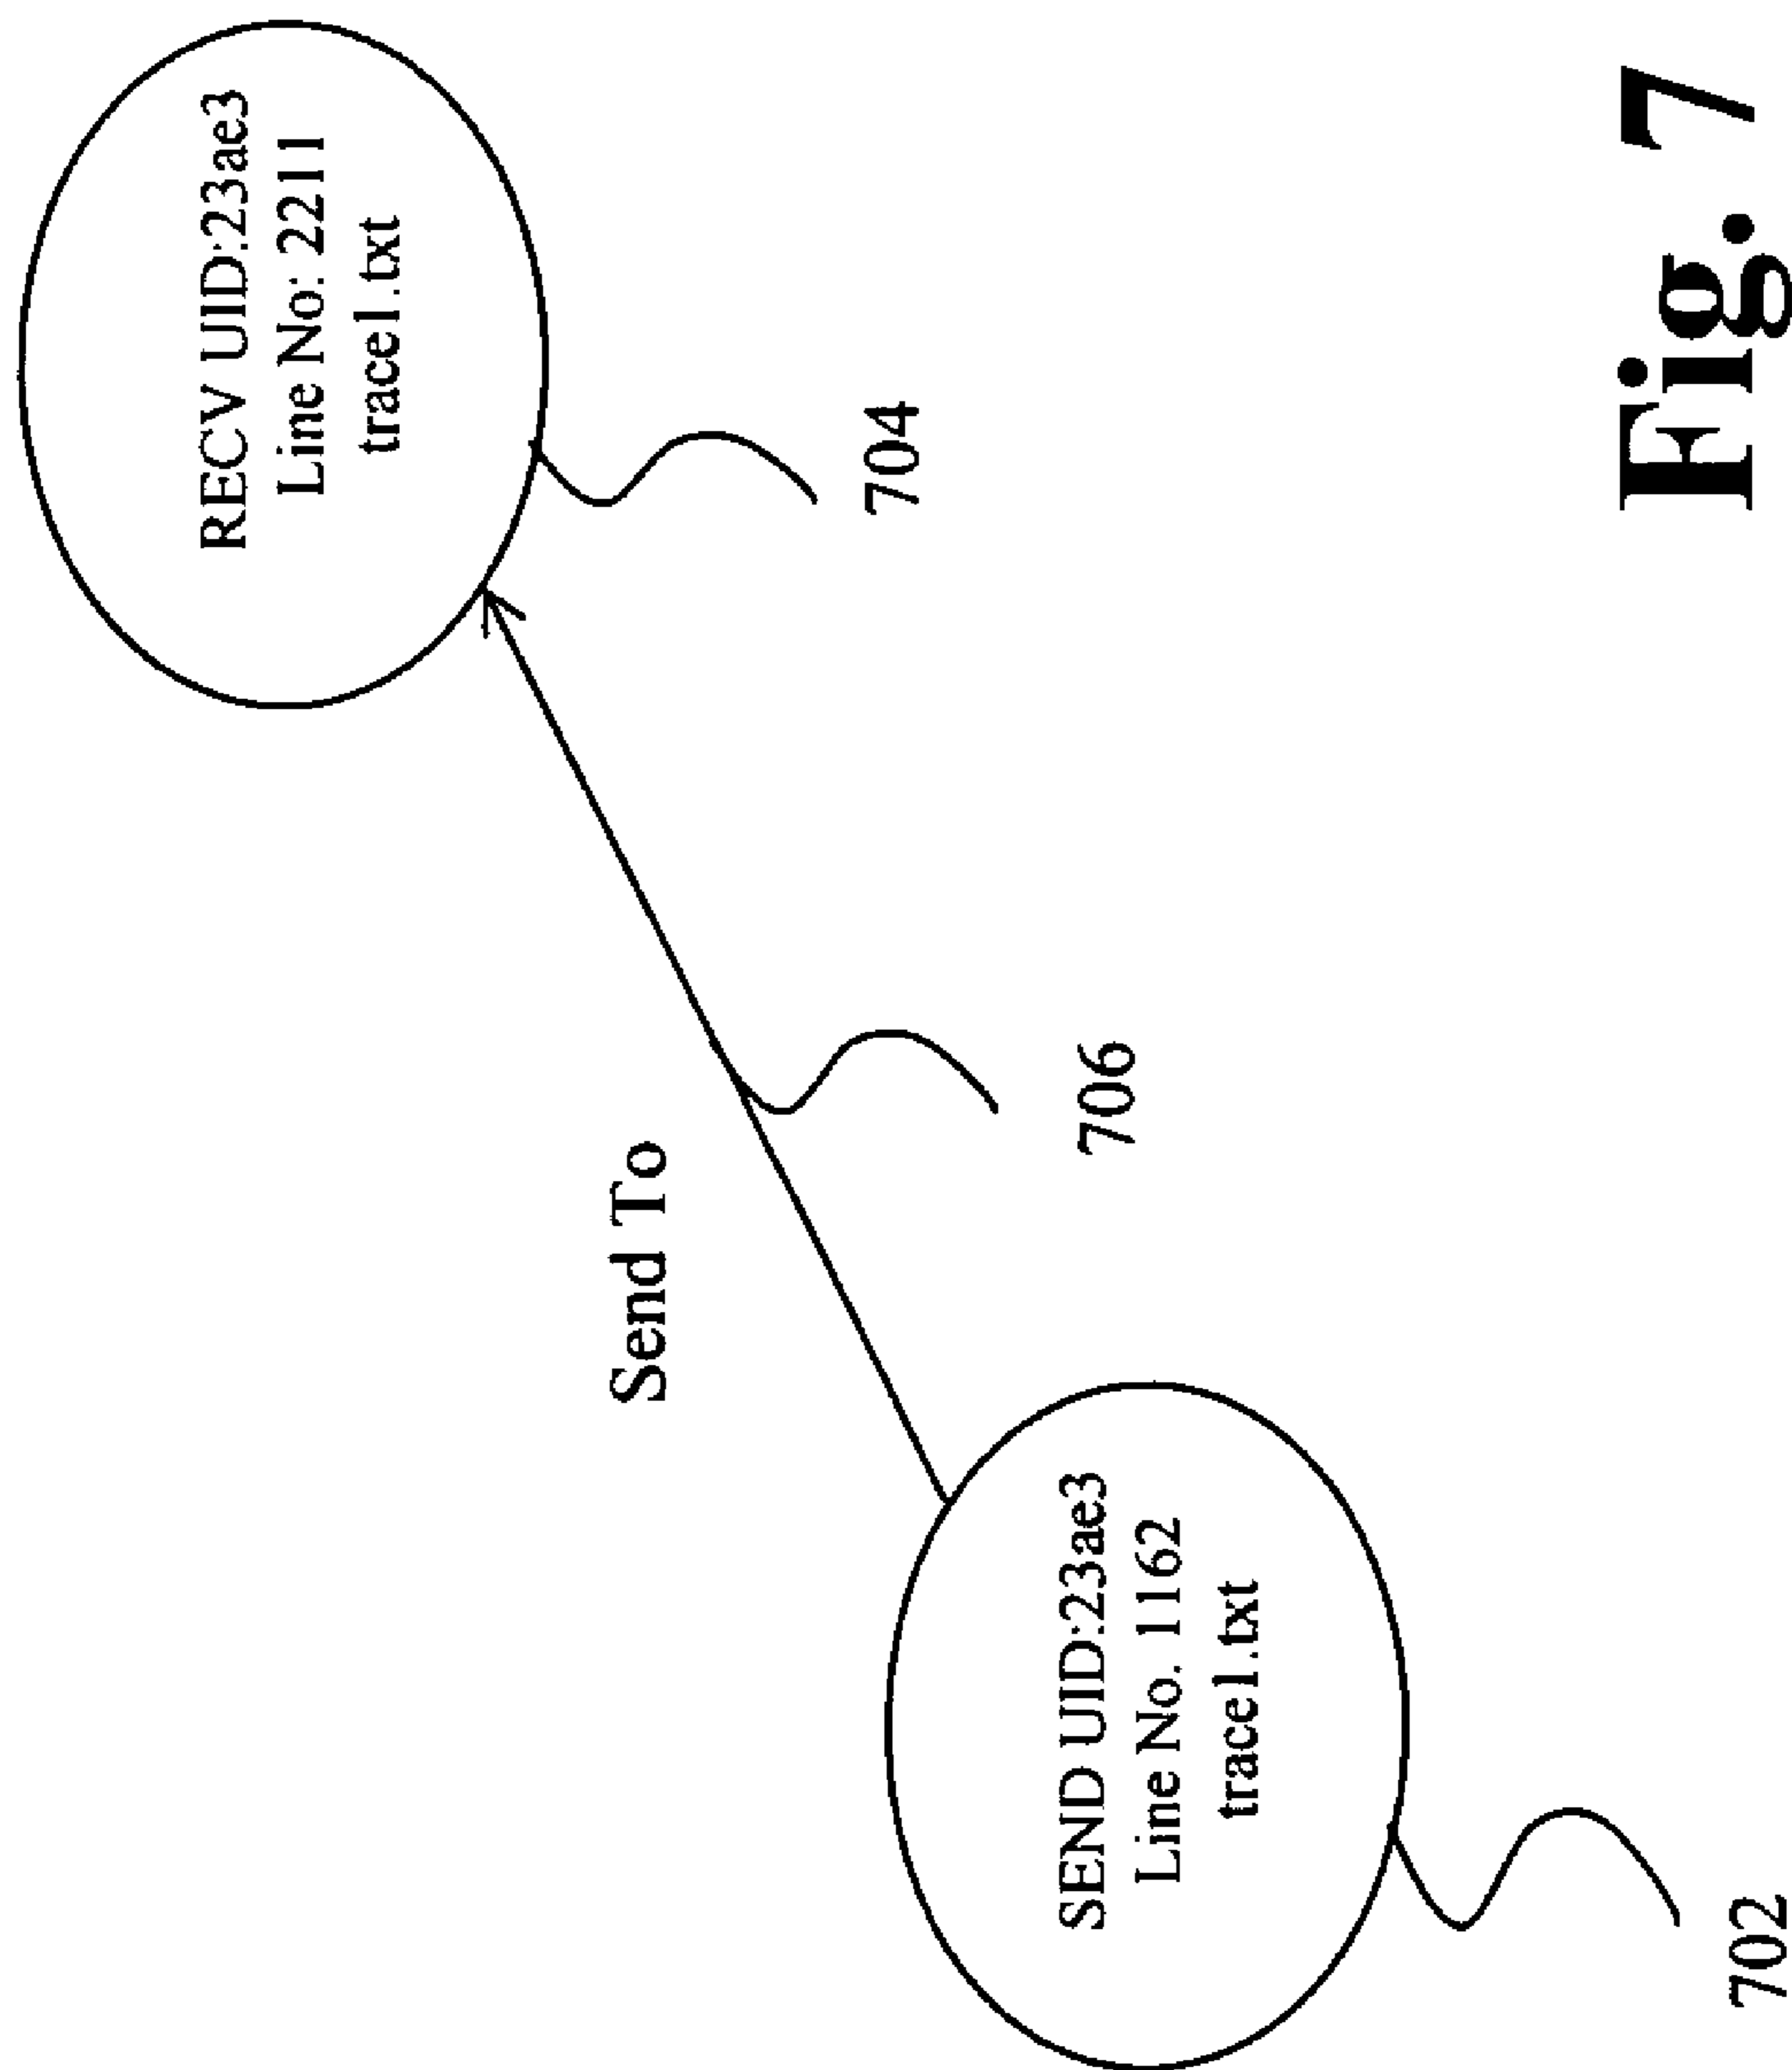 RECV UID:23ae3
Line No: 2211
trace1.txt
704
Send To
706
SEND UID:23ae3
Line No. 1162
trace1.txt
702
Fig. 7